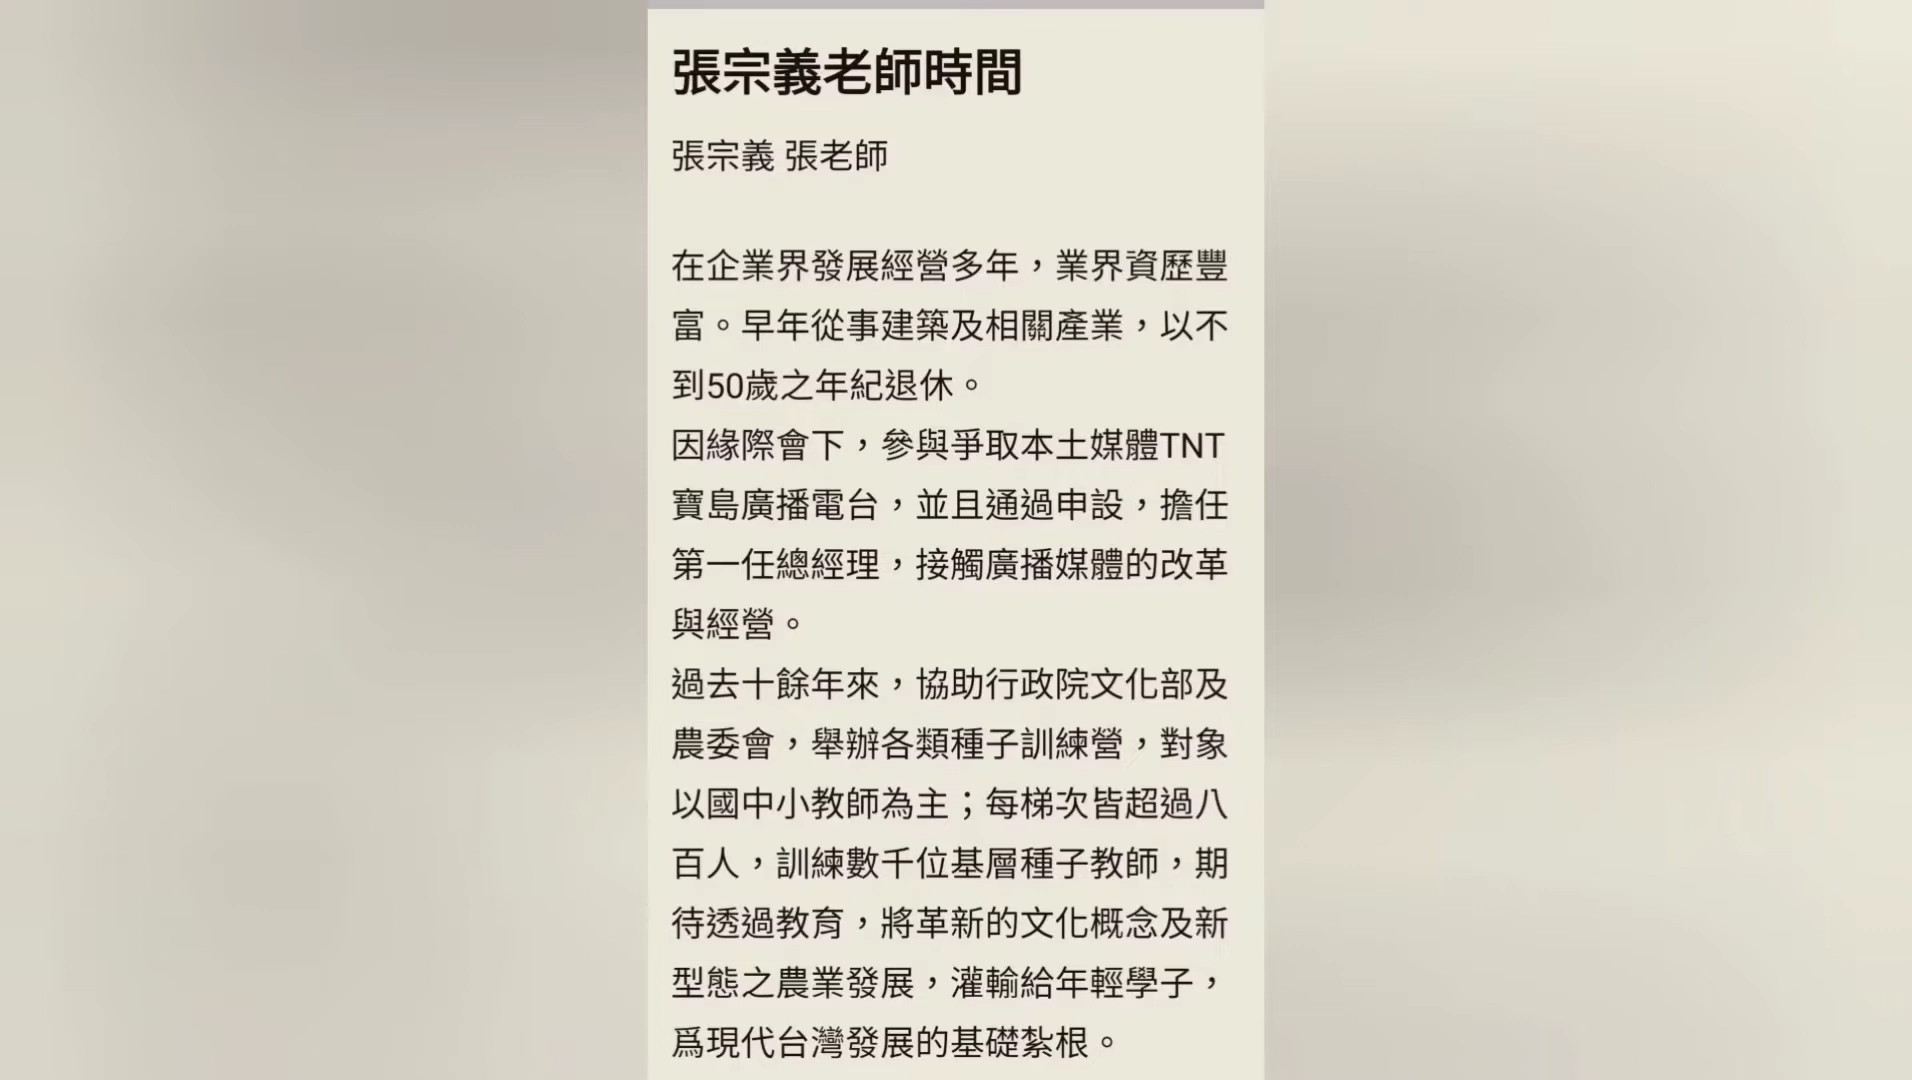 張宗義老師時間
張宗義 張老師
在企業界發展經營多年，業界資歷豐
富。早年從事建築及相關產業，以不
到50歲之年紀退休。
因緣際會下，參與爭取本土媒體TNT
寶島廣播電台，並且通過申設，擔任
第一任總經理，接觸廣播媒體的改革
與經營。
過去十餘年來，協助行政院文化部及
農委會，舉辦各類種子訓練營，對象
以國中小教師為主；每梯次皆超過八
百人，訓練數千位基層種子教師，期
待透過教育，將革新的文化概念及新
型態之農業發展，灌輸給年輕學子，
爲現代台灣發展的基礎紮根。